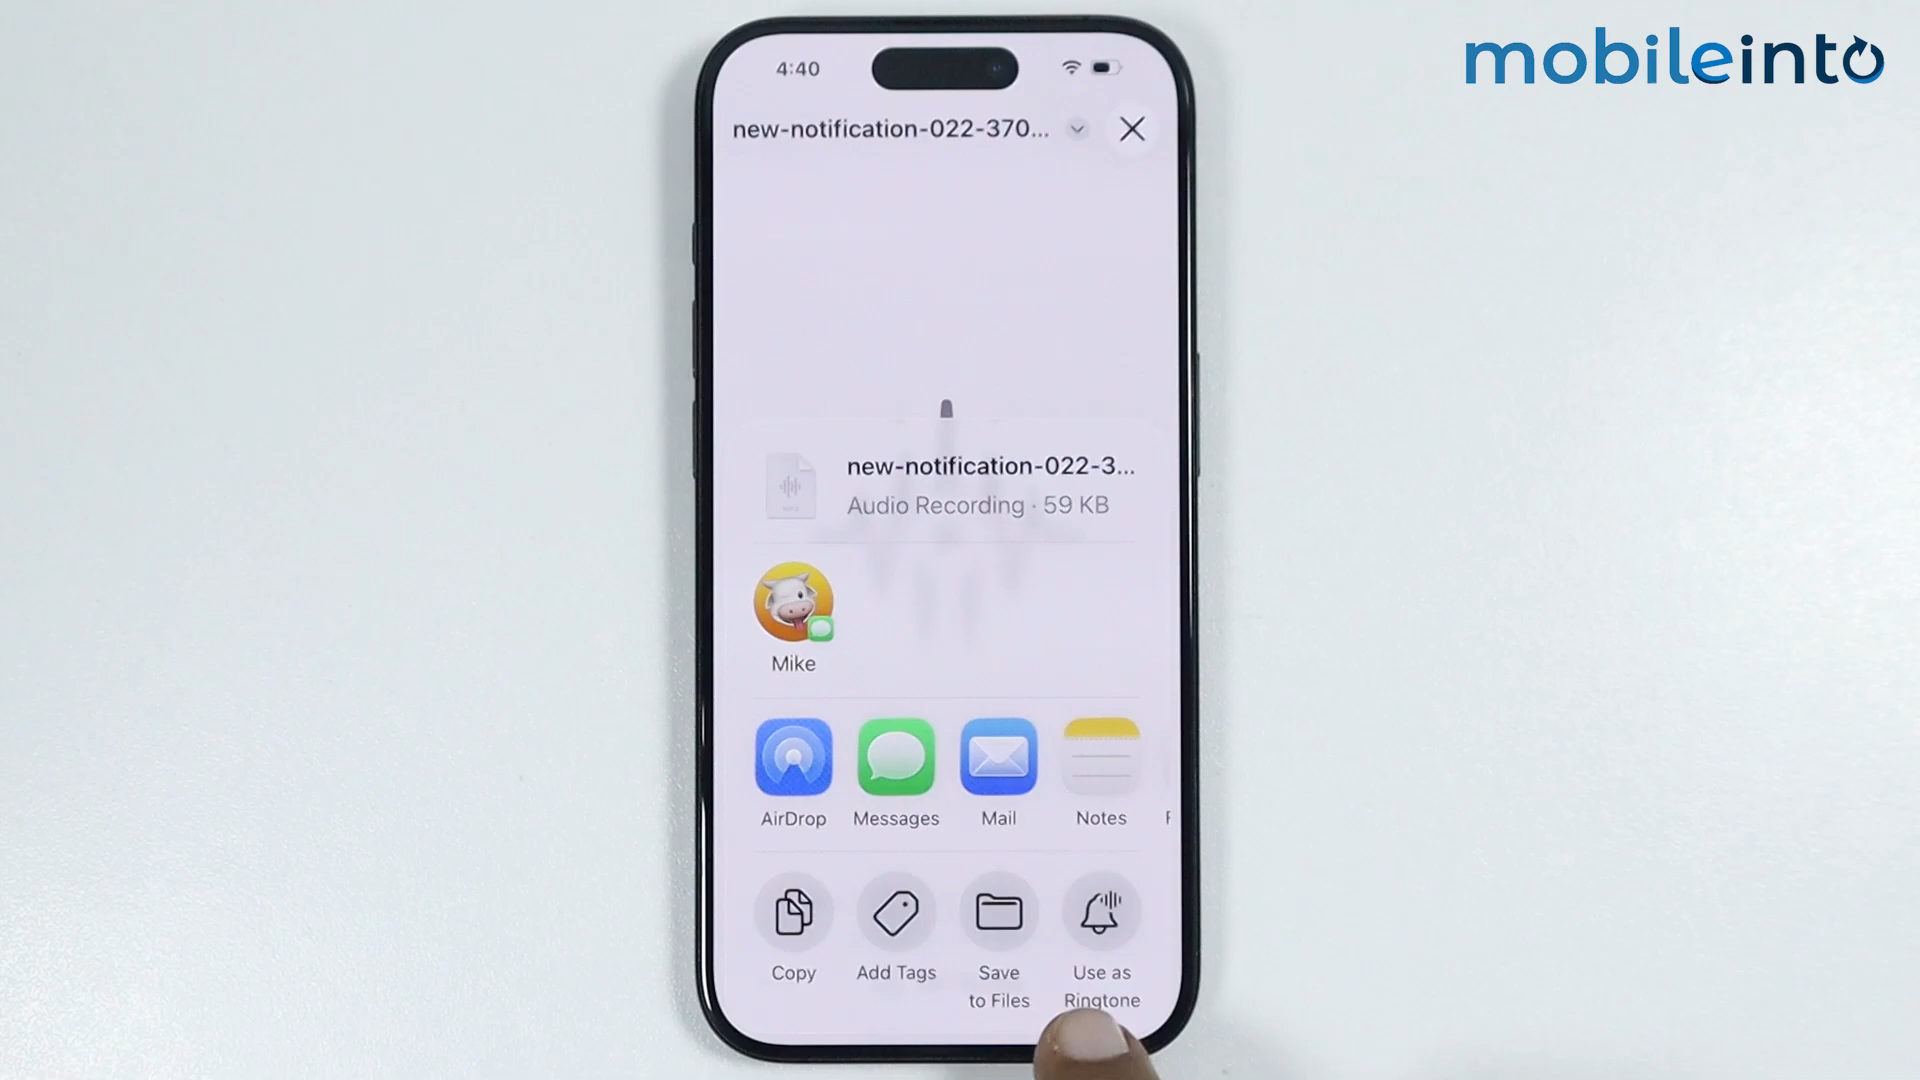 mobileinto
4:40
new-notification-022-370...
new-notification-022-3...
Audio Recording · 59 KB
Mike
AirDrop Messages Mail Notes
Copy Add Tags Save to Files Use as Ringtone